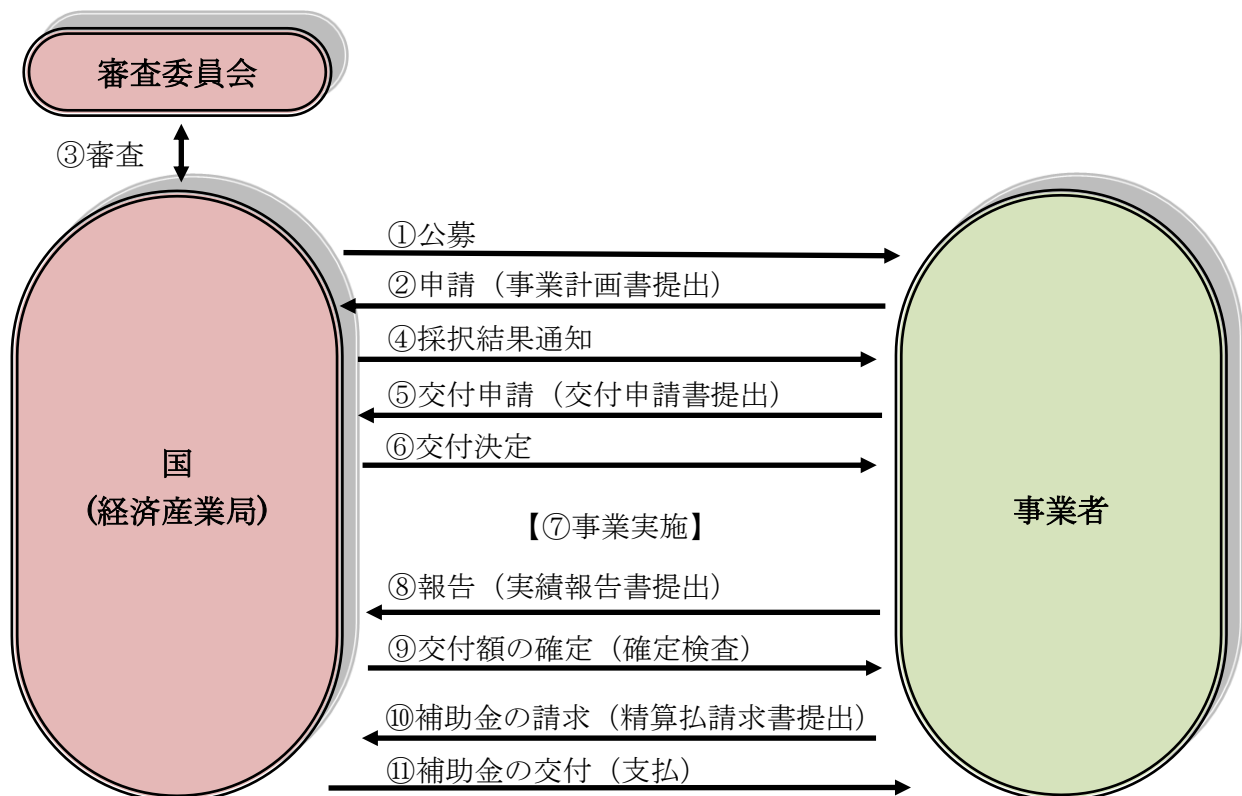 審査委員会
③審査
①公募
②申請（事業計画書提出）
④採択結果通知
⑤交付申請（交付申請書提出）
⑥交付決定
国
(経済産業局)
【⑦事業実施】
事業者
⑧報告（実績報告書提出）
⑨交付額の確定（確定検査）
⑩補助金の請求（精算払請求書提出）
⑪補助金の交付（支払）